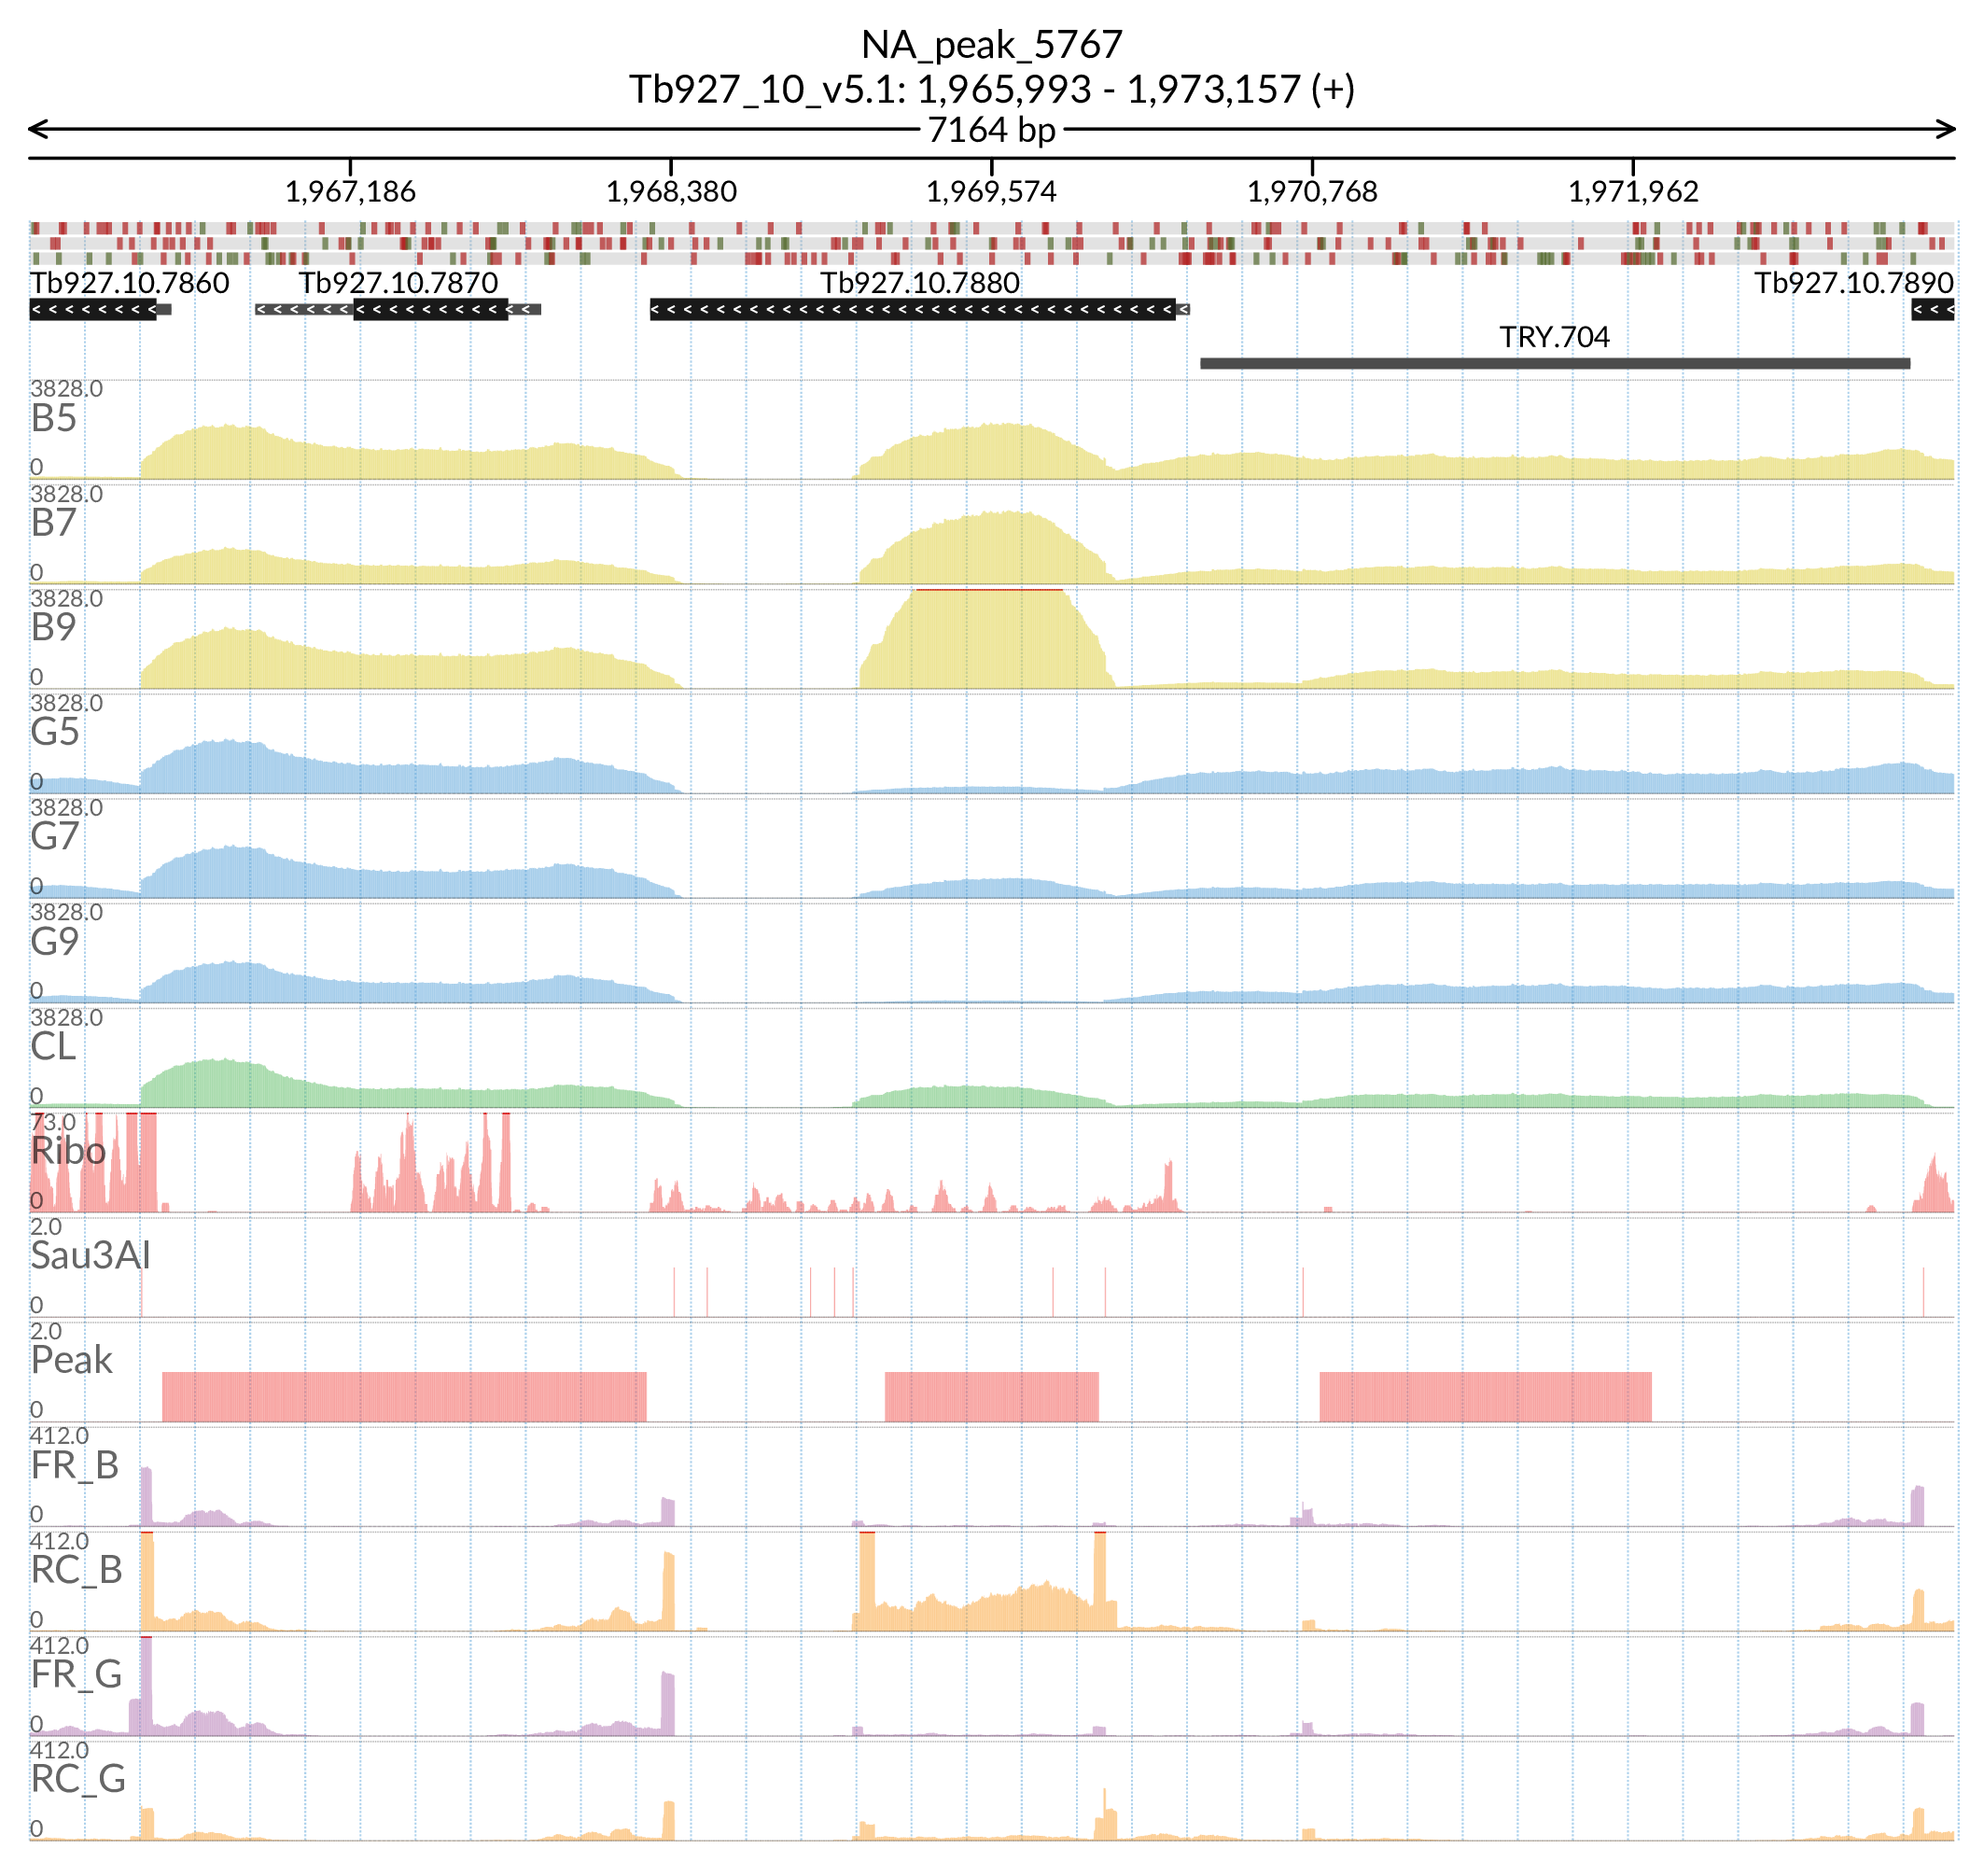 NA_peak_5767
Tb927_10_v5.1: 1,965,993 - 1,973,157 (+)
7164 bp
1,967,186 1,968,380 1,969,574 1,970,768 1,971,962
Tb927.10.7860 Tb927.10.7870 Tb927.10.7880 Tb927.10.7890
TRY.704
3828.0
B5
0
3828.0
B7
0
3828.0
B9
0
3828.0
G5
0
3828.0
G7
0
3828.0
G9
0
3828.0
CL
0
73.0
Ribo
0
2.0
Sau3AI
0
2.0
Peak
0
412.0
FR_B
0
412.0
RC_B
0
412.0
FR_G
0
412.0
RC_G
0